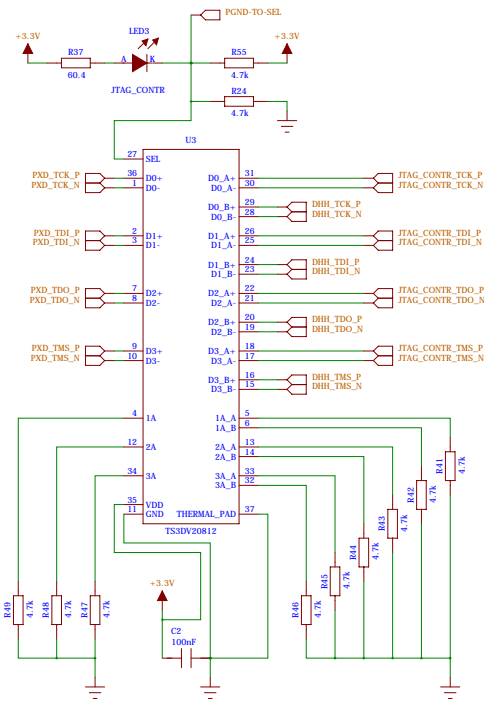 PGND-TO-SEL
LED3
+3.3V
R37
A
K
R55
+3.3V
60.4
4.7k
JTAG_CONTR
R24
4.7k
U3
27
SEL
PXD_TCK_P
36
D0+
D0_A+
31
JTAG_CONTR_TCK_P
PXD_TCK_N
1
D0-
D0_A-
30
JTAG_CONTR_TCK_N
D0_B+
29
DHH_TCK_P
D0_B-
28
DHH_TCK_N
PXD_TDI_P
2
D1+
D1_A+
26
JTAG_CONTR_TDI_P
PXD_TDI_N
3
D1-
D1_A-
25
JTAG_CONTR_TDI_N
D1_B+
24
DHH_TDI_P
D1_B-
23
DHH_TDI_N
PXD_TDO_P
7
D2+
D2_A+
22
JTAG_CONTR_TDO_P
PXD_TDO_N
8
D2-
D2_A-
21
JTAG_CONTR_TDO_N
D2_B+
20
DHH_TDO_P
D2_B-
19
DHH_TDO_N
PXD_TMS_P
9
D3+
D3_A+
18
JTAG_CONTR_TMS_P
PXD_TMS_N
10
D3-
D3_A-
17
JTAG_CONTR_TMS_N
D3_B+
16
DHH_TMS_P
D3_B-
15
DHH_TMS_N
4
1A
1A_A
5
1A_B
6
12
2A
2A_A
13
2A_B
14
34
3A
3A_A
33
3A_B
32
35
VDD
11
GND
THERMAL_PAD
37
TS3DV20812
R41
4.7k
R42
4.7k
R43
4.7k
R44
4.7k
R45
4.7k
R46
4.7k
R49
4.7k
R48
4.7k
R47
4.7k
+3.3V
C2
100nF